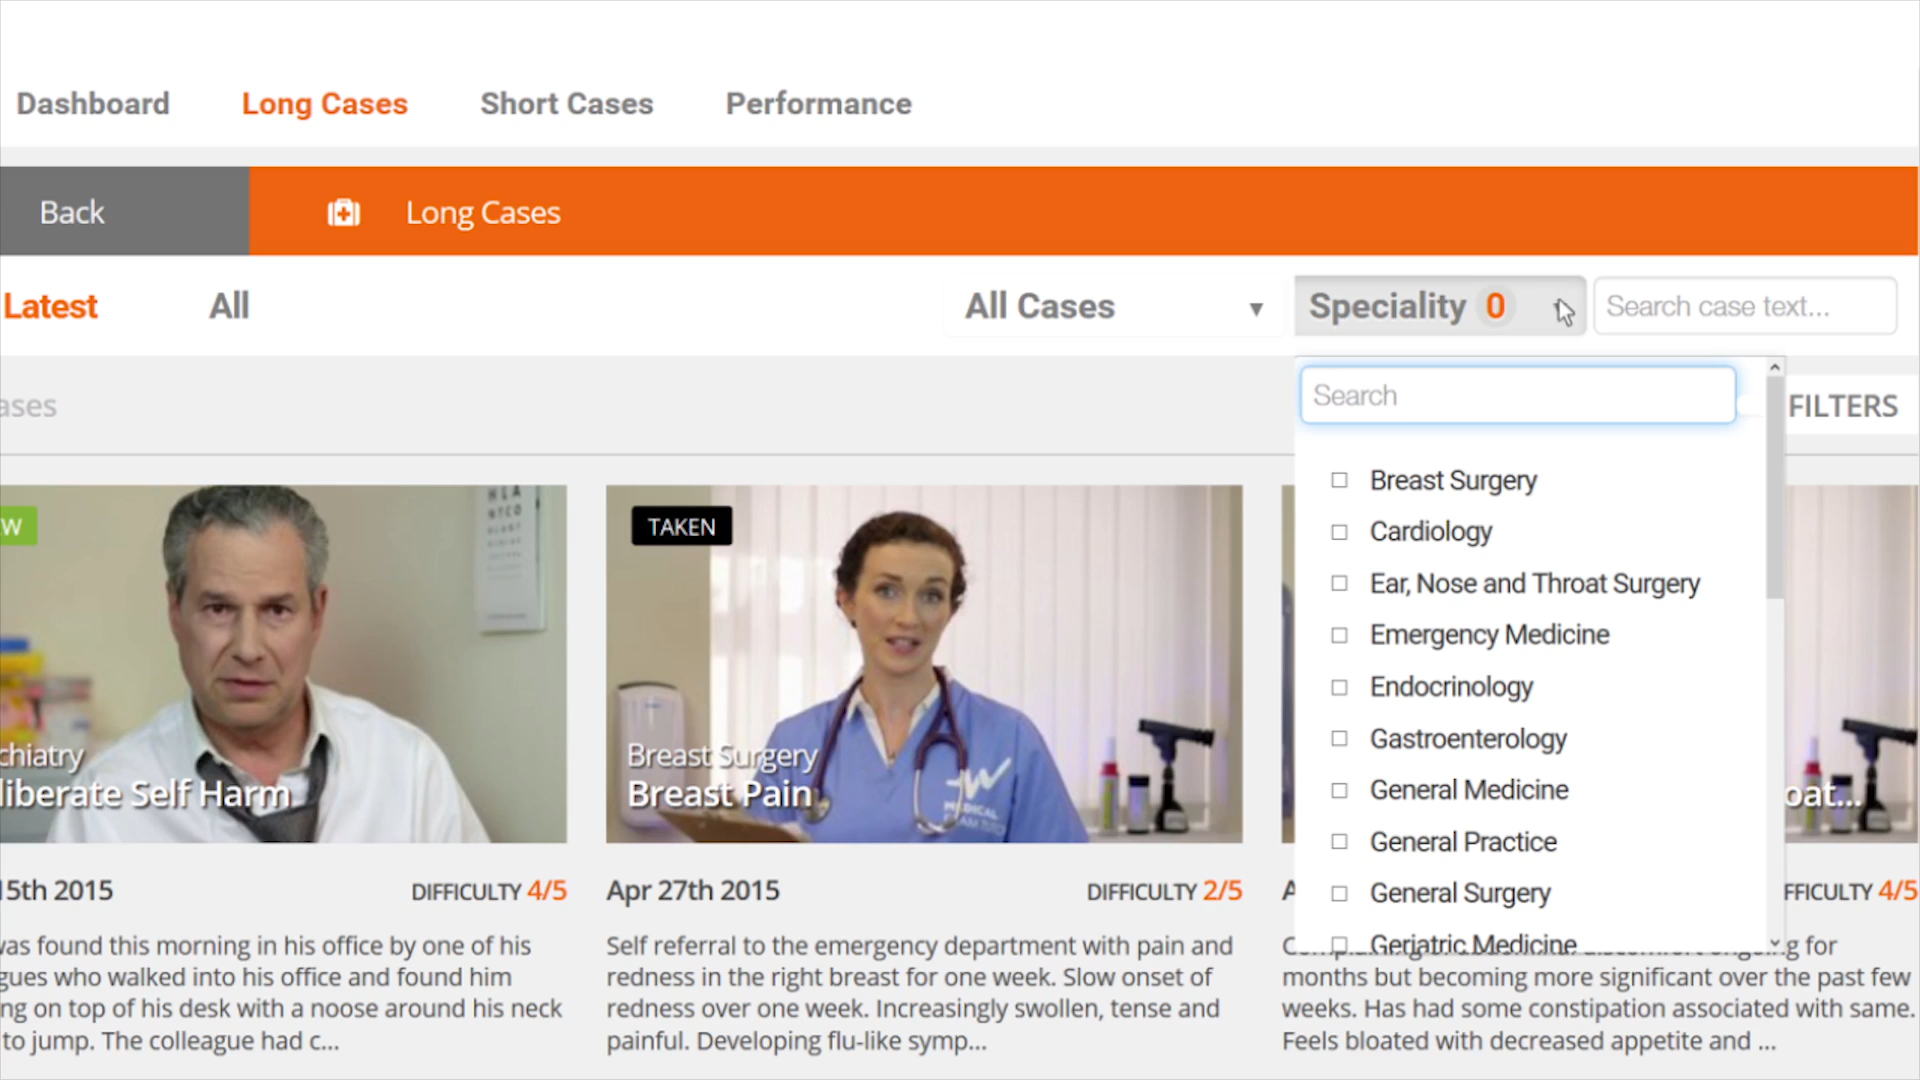 Dashboard Long Cases Short Cases Performance
Back Long Cases
Latest All All Cases Speciality 0 Search case text...
ases Search FILTERS
Breast Surgery
Cardiology
Ear, Nose and Throat Surgery
Emergency Medicine
Endocrinology
Gastroenterology
General Medicine
General Practice
General Surgery
Geriatric Medicine
W
chiatry
liberate Self Harm
15th 2015 DIFFICULTY 4/5
was found this morning in his office by one of his
gues who walked into his office and found him
ng on top of his desk with a noose around his neck
to jump. The colleague had c...
TAKEN
Breast Surgery
Breast Pain
MEDICAL
Apr 27th 2015 DIFFICULTY 2/5
Self referral to the emergency department with pain and
redness in the right breast for one week. Slow onset of
redness over one week. Increasingly swollen, tense and
painful. Developing flu-like symp...
oat...
A FFICULTY 4/5
g for
months but becoming more significant over the past few
weeks. Has had some constipation associated with same.
Feels bloated with decreased appetite and ...